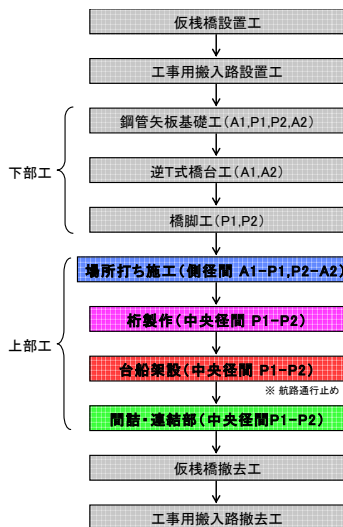 仮桟橋設置工
工事用搬入路設置工
鋼管矢板基礎工(A1,P1,P2,A2)
下部工
逆T式橋台工(A1,A2)
橋脚工(P1,P2)
場所打ち施工(側径間 A1-P1,P2-A2)
桁製作(中央径間 P1-P2)
上部工
台船架設(中央径間 P1-P2)
※ 航路通行止め
間詰・連結部(中央径間P1-P2)
仮桟橋撤去工
工事用搬入路撤去工